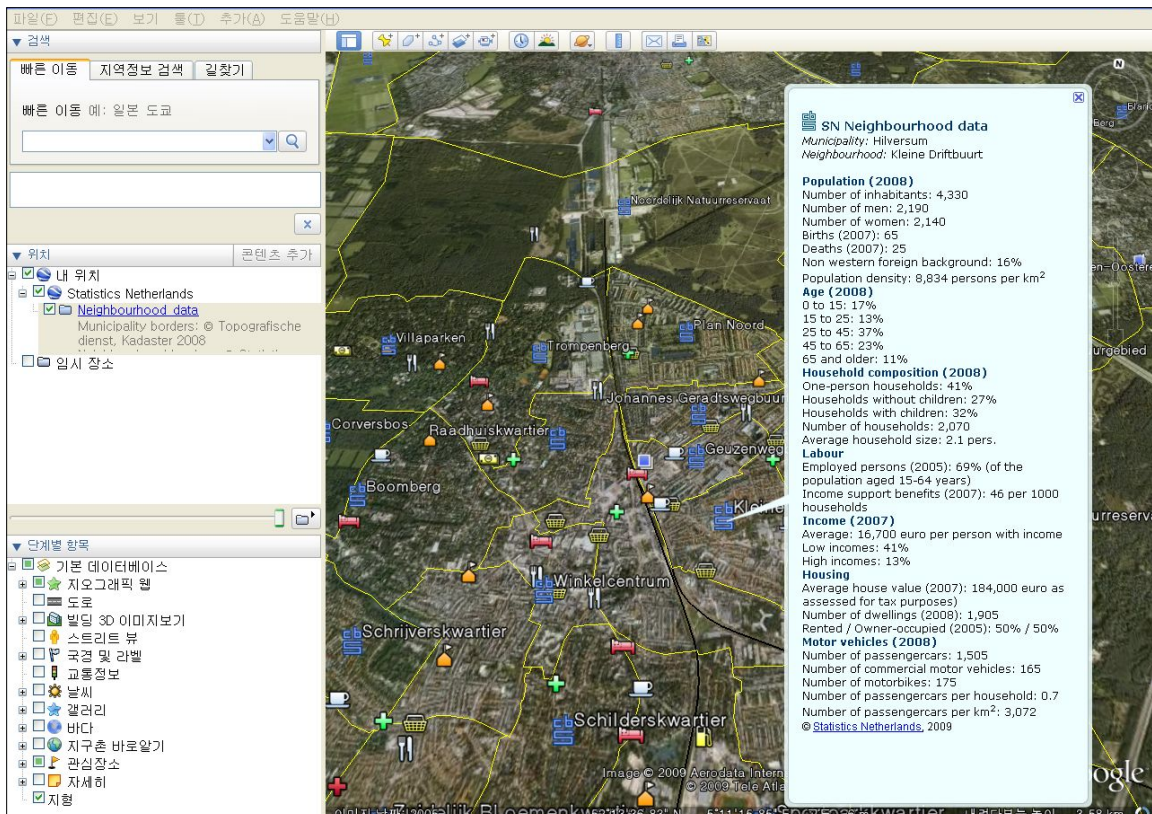 파일(F) 편집(E) 보기 툴(T) 추가(A) 도움말(H)
▼ 검색
빠른 이동 지역정보 검색 길찾기
빠른 이동 예: 일본 도쿄
▼ 위치
콘텐츠 추가
내 위치
Statistics Netherlands
Neighbourhood data
Municipality borders: © Topografische
dienst, Kadaster 2008
임시 장소
▼ 단계별 항목
기본 데이터베이스
지오그래픽 웹
도로
빌딩 3D 이미지보기
스트리트 뷰
국경 및 라벨
교통정보
날씨
갤러리
바다
지구촌 바로알기
관심장소
자세히
지형
N
Noordelijk Natuurreservaat
Villaparken
Trompenberg
Plan Noord
Johannes Geradtswegbuur
Corversbos
Raadhuiskwartier
Geuzenweg
Boomberg
Kleine
Winkelcentrum
Schrijverskwartier
Schilderskwartier
Zuidelijk Bloemenkwartier
Image © 2009 Aerodata Intern
© 2009 Tele Atla
Berg
urgebied
urreserva
ogle
3.58 km
SN Neighbourhood data
Municipality: Hilversum
Neighbourhood: Kleine Driftbuurt
Population (2008)
Number of inhabitants: 4,330
Number of men: 2,190
Number of women: 2,140
Births (2007): 65
Deaths (2007): 25
Non western foreign background: 16%
Population density: 8,834 persons per km²
Age (2008)
0 to 15: 17%
15 to 25: 13%
25 to 45: 37%
45 to 65: 23%
65 and older: 11%
Household composition (2008)
One-person households: 41%
Households without children: 27%
Households with children: 32%
Number of households: 2,070
Average household size: 2.1 pers.
Labour
Employed persons (2005): 69% (of the
population aged 15-64 years)
Income support benefits (2007): 46 per 1000
households
Income (2007)
Average: 16,700 euro per person with income
Low incomes: 41%
High incomes: 13%
Housing
Average house value (2007): 184,000 euro as
assessed for tax purposes)
Number of dwellings (2008): 1,905
Rented / Owner-occupied (2005): 50% / 50%
Motor vehicles (2008)
Number of passengercars: 1,505
Number of commercial motor vehicles: 165
Number of motorbikes: 175
Number of passengercars per household: 0.7
Number of passengercars per km²: 3,072
© Statistics Netherlands, 2009